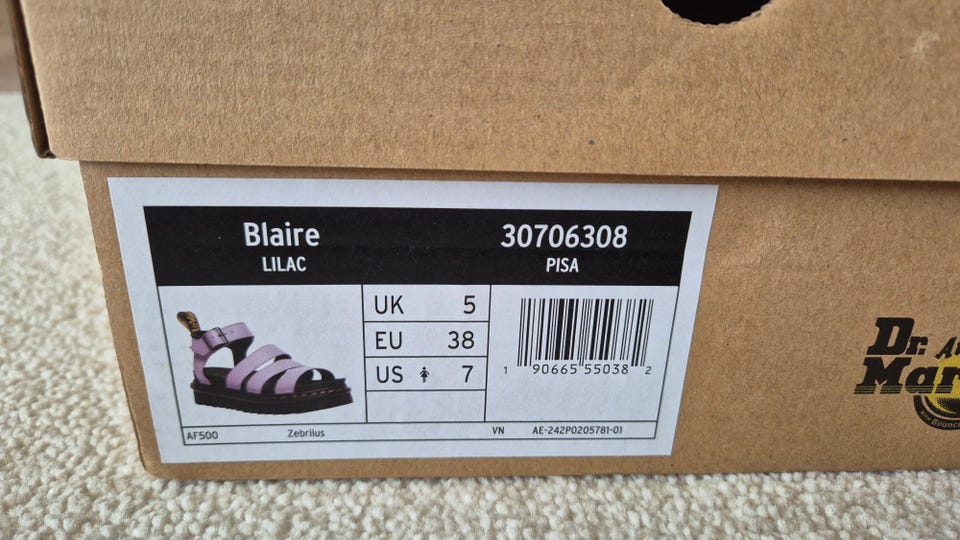 Blaire
LILAC
30706308
PISA
UK 5
EU 38
US 7
1 90665 55038 2
AF500 Zebrilus VN AE-242P0205781-01
Dr.
WITH